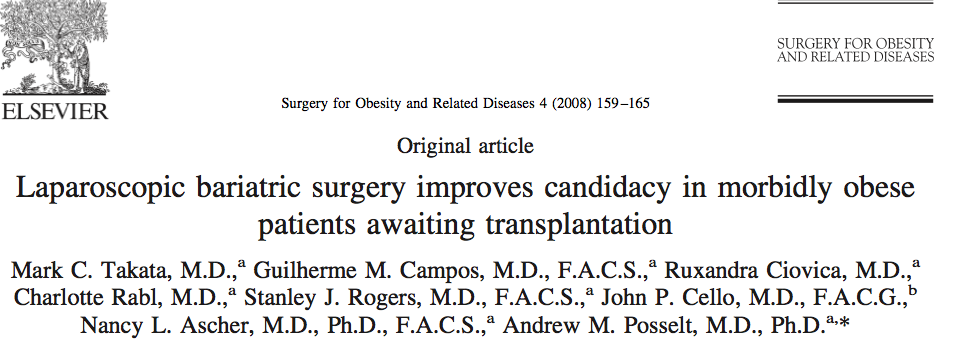 ELSEVIER
SURGERY FOR OBESITY
AND RELATED DISEASES
Surgery for Obesity and Related Diseases 4 (2008) 159–165
Original article
Laparoscopic bariatric surgery improves candidacy in morbidly obese
patients awaiting transplantation
Mark C. Takata, M.D.,a Guilherme M. Campos, M.D., F.A.C.S.,a Ruxandra Ciovica, M.D.,a
Charlotte Rabl, M.D.,a Stanley J. Rogers, M.D., F.A.C.S.,a John P. Cello, M.D., F.A.C.G.,b
Nancy L. Ascher, M.D., Ph.D., F.A.C.S.,a Andrew M. Posselt, M.D., Ph.D.a,*